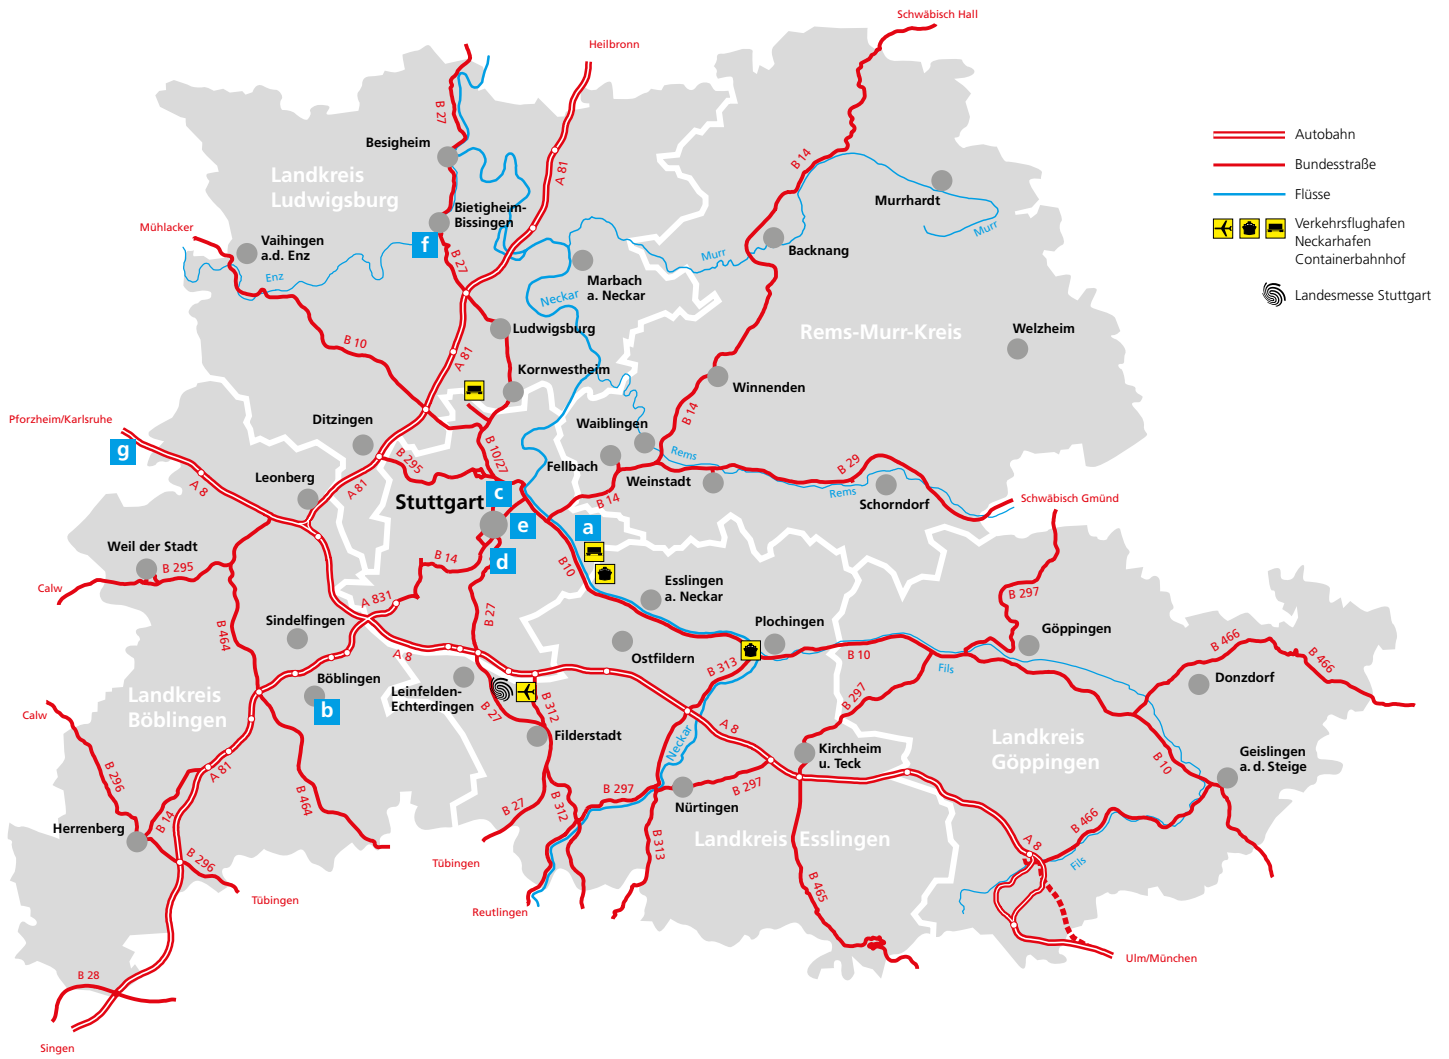 Schwäbisch Hall
Heilbronn
B 27
Besigheim
A 81
B 14
Autobahn
Bundesstraße
Flüsse
Verkehrsflughafen
Neckarhafen
Containerbahnhof
Landesmesse Stuttgart
Landkreis
Ludwigsburg
Bietigheim-
Bissingen
Murrhardt
Murr
Mühlacker
Vaihingen
a.d. Enz
f
B 27
Enz
Marbach
a. Neckar
Neckar
Murr
Backnang
B 10
Ludwigsburg
A 81
Rems-Murr-Kreis
Welzheim
Kornwestheim
Winnenden
Pforzheim/Karlsruhe
g
Ditzingen
B 14
Waiblingen
B 10/27
B 295
Fellbach
Rems
Weinstadt
B 29
Rems
Schorndorf
A 8
Leonberg
A 81
Stuttgart
c
e
a
d
B 14
Schwäbisch Gmünd
Weil der Stadt
B 295
Calw
B 14
B10
A 831
Esslingen
a. Neckar
B 297
Sindelfingen
B 464
B 27
Plochingen
Göppingen
B 466
B 466
A 8
Ostfildern
B 313
B 10
Fils
Donzdorf
Landkreis
Böblingen
Böblingen
b
Leinfelden-
Echterdingen
B 27
B 312
B 297
Calw
Filderstadt
A 8
Neckar
Kirchheim
u. Teck
Landkreis
Göppingen
B 10
Geislingen
a. d. Steige
B 296
A 81
B 464
B 27
B 312
B 297
Nürtingen
B 297
Herrenberg
B 14
B 296
Tübingen
B 313
Landkreis Esslingen
A 8
B 466
Fils
Tübingen
Reutlingen
B 465
Ulm/München
B 28
Singen